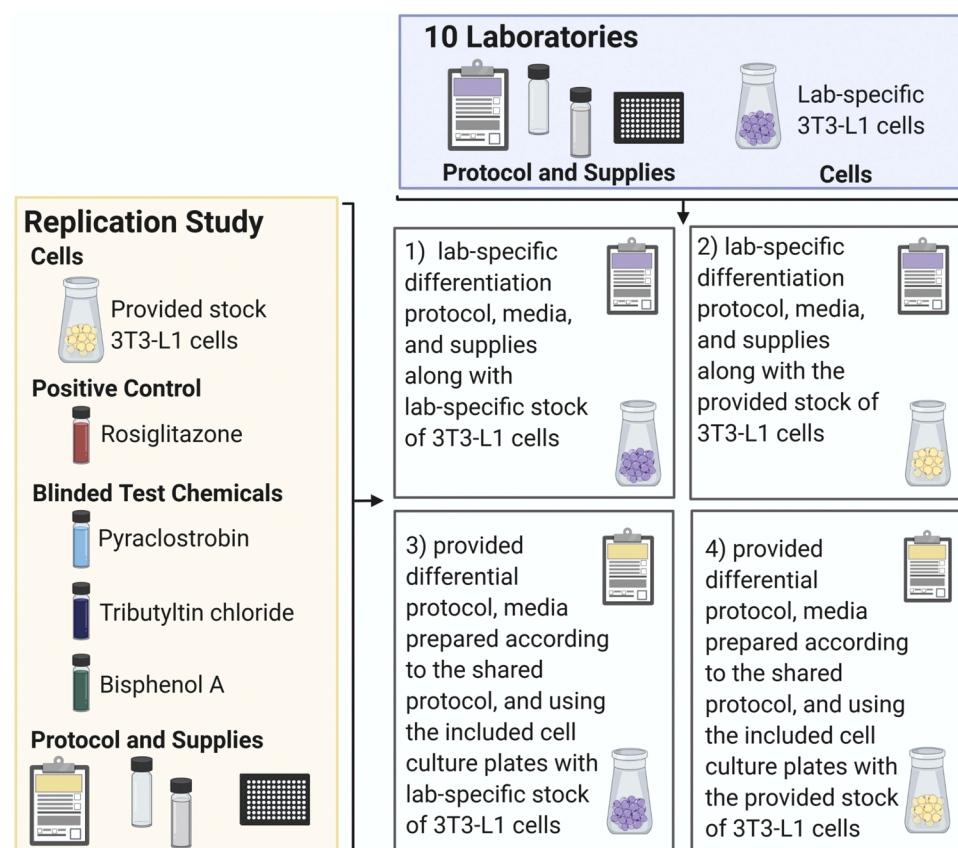 10 Laboratories
Lab-specific
3T3-L1 cells
Protocol and Supplies
Cells
Replication Study
Cells
Provided stock
3T3-L1 cells
Positive Control
Rosiglitazone
Blinded Test Chemicals
Pyraclostrobin
Tributyltin chloride
Bisphenol A
Protocol and Supplies
1) lab-specific
differentiation
protocol, media,
and supplies
along with
lab-specific stock
of 3T3-L1 cells
2) lab-specific
differentiation
protocol, media,
and supplies
along with the
provided stock of
3T3-L1 cells
3) provided
differential
protocol, media
prepared according
to the shared
protocol, and using
the included cell
culture plates with
lab-specific stock
of 3T3-L1 cells
4) provided
differential
protocol, media
prepared according
to the shared
protocol, and using
the included cell
culture plates with
the provided stock
of 3T3-L1 cells